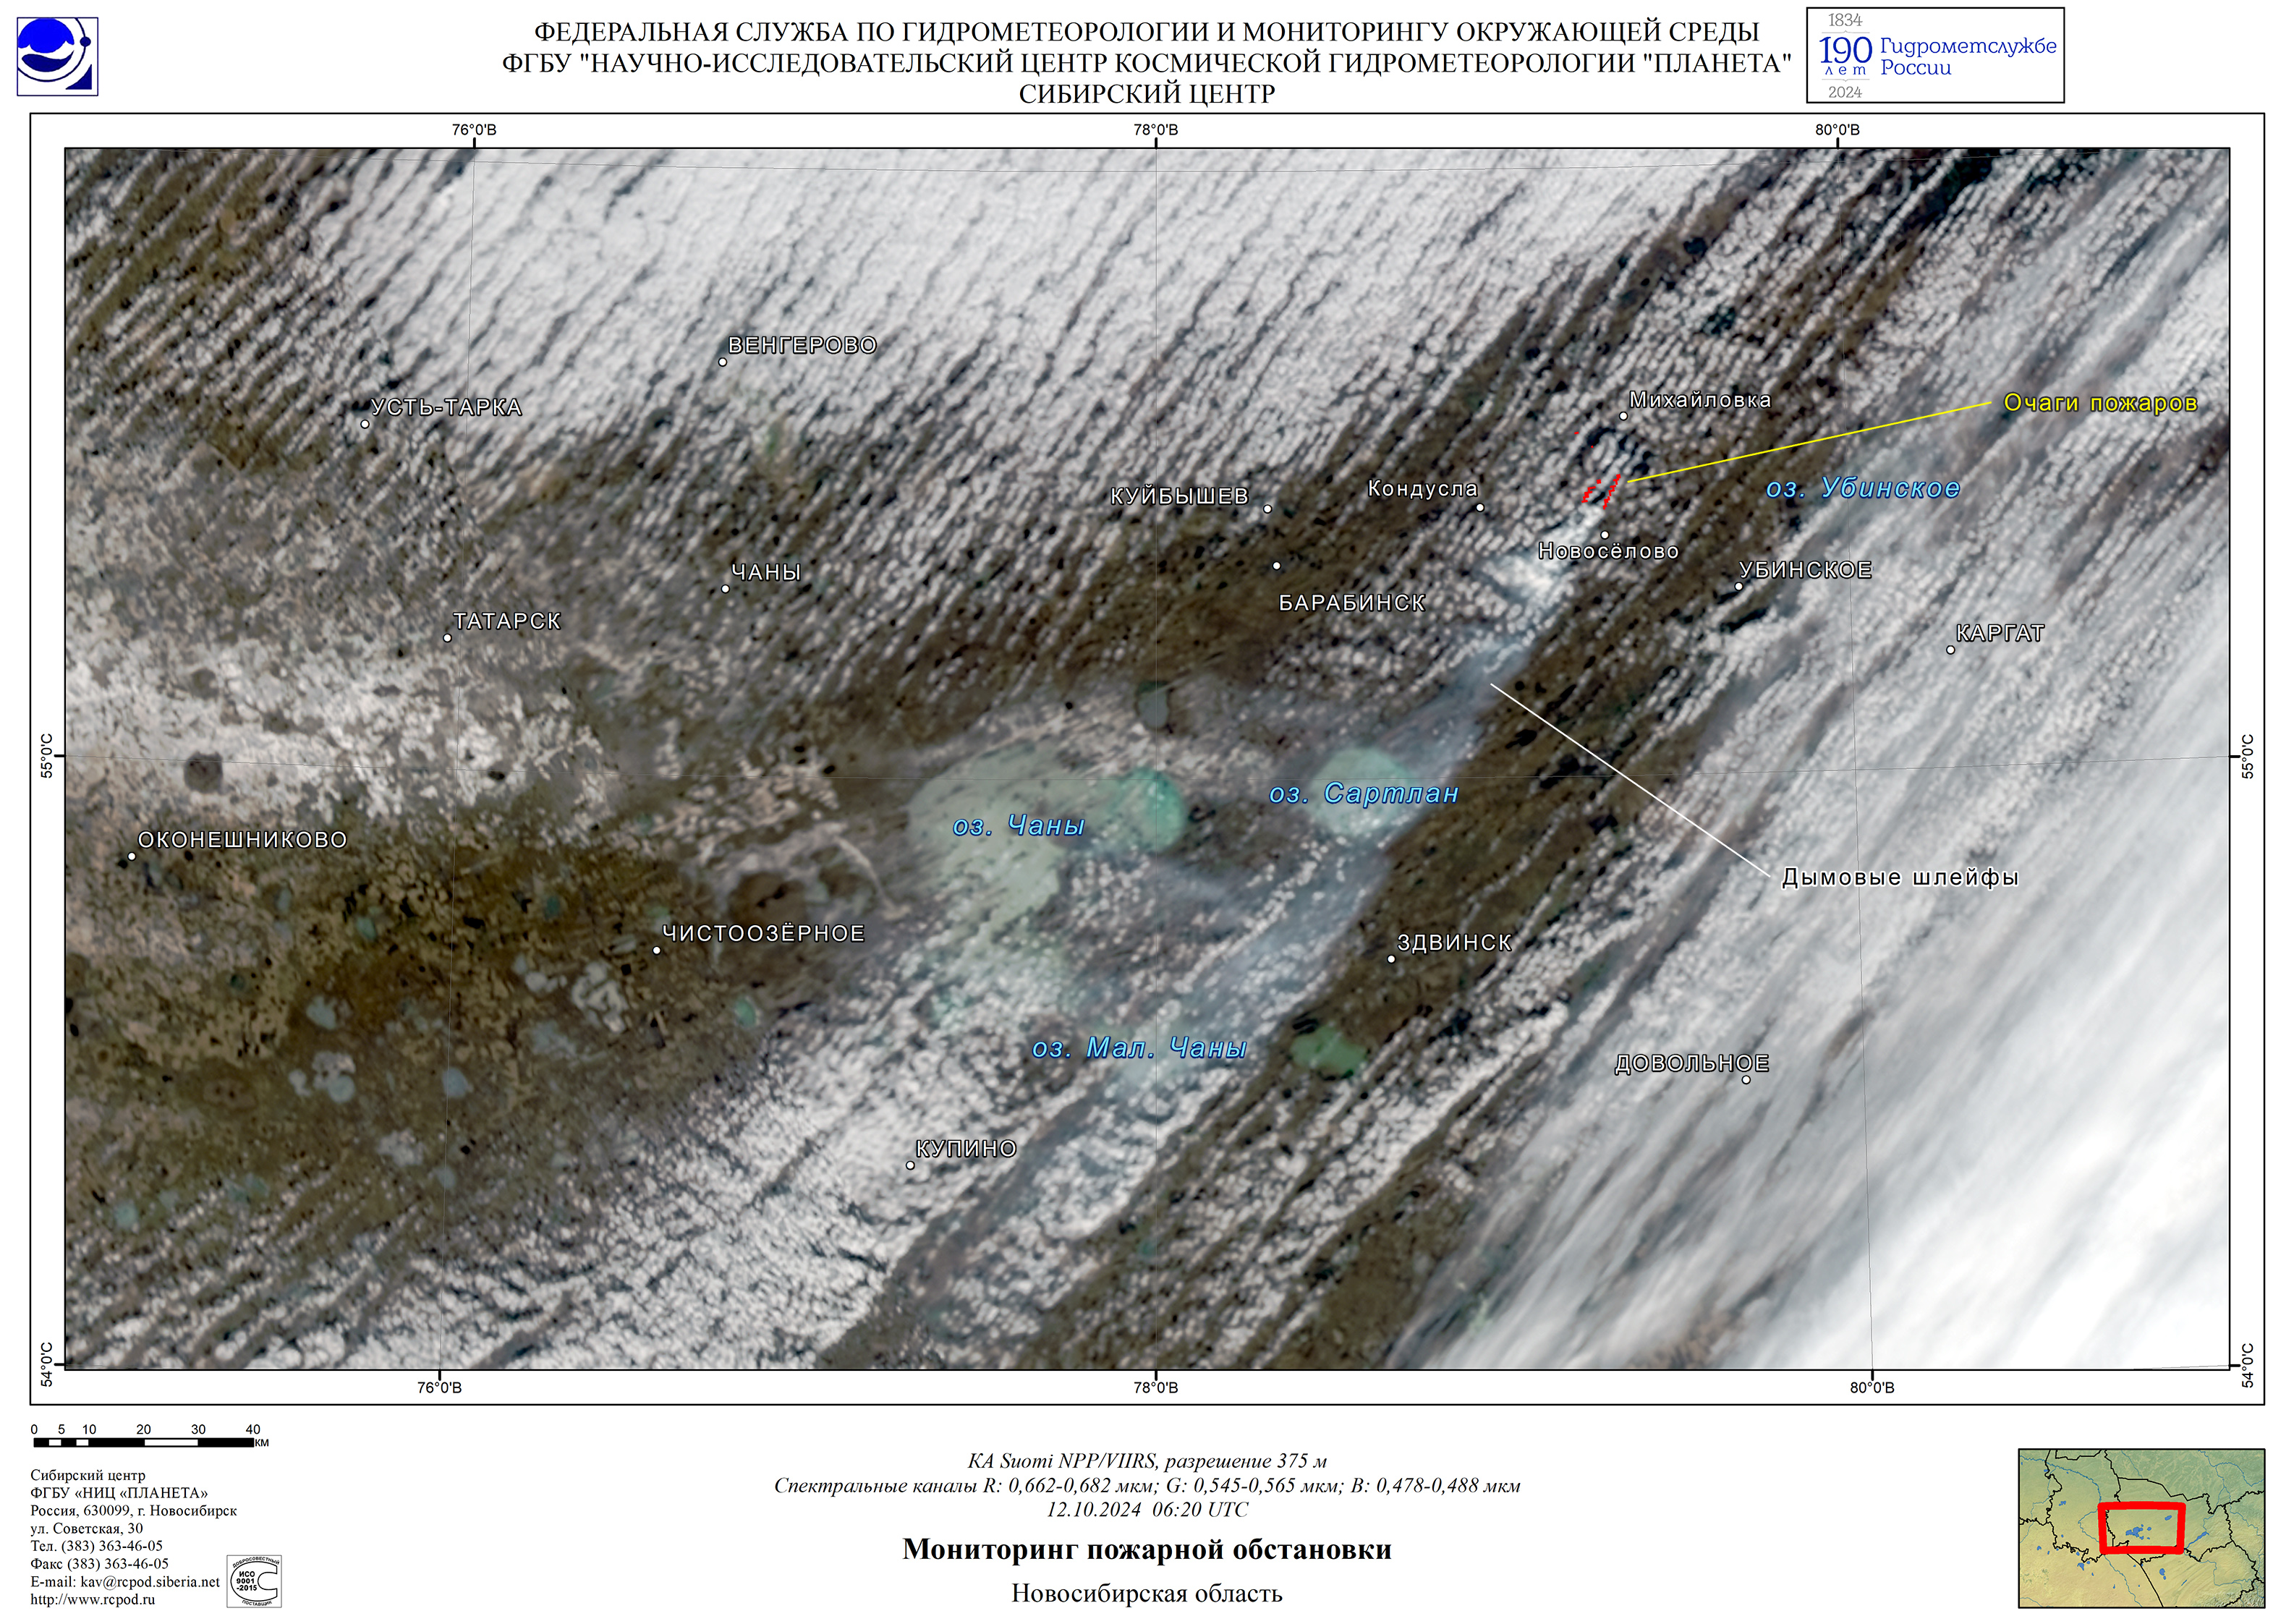 ФЕДЕРАЛЬНАЯ СЛУЖБА ПО ГИДРОМЕТЕОРОЛОГИИ И МОНИТОРИНГУ ОКРУЖАЮЩЕЙ СРЕДЫ
ФГБУ "НАУЧНО-ИССЛЕДОВАТЕЛЬСКИЙ ЦЕНТР КОСМИЧЕСКОЙ ГИДРОМЕТЕОРОЛОГИИ "ПЛАНЕТА"
СИБИРСКИЙ ЦЕНТР
1834
190 Гидрометслужбе
лет России
2024
76°0'В 78°0'В 80°0'В
ВЕНГЕРОВО
УСТЬ-ТАРКА
Михайловка
Очаги пожаров
КУЙБЫШЕВ
Кондусла
оз. Убинское
Новосёлово
ЧАНЫ
УБИНСКОЕ
БАРАБИНСК
ТАТАРСК
КАРГАТ
55°0'С
55°0'С
оз. Сартлан
оз. Чаны
ОКОНЕШНИКОВО
Дымовые шлейфы
ЧИСТООЗЁРНОЕ
ЗДВИНСК
оз. Мал. Чаны
ДОВОЛЬНОЕ
КУПИНО
54°0'С
54°0'С
76°0'В 78°0'В 80°0'В
0 5 10 20 30 40
км
КА Suomi NPP/VIIRS, разрешение 375 м
Спектральные каналы R: 0,662-0,682 мкм; G: 0,545-0,565 мкм; B: 0,478-0,488 мкм
12.10.2024 06:20 UTC
Мониторинг пожарной обстановки
Новосибирская область
Сибирский центр
ФГБУ «НИЦ «ПЛАНЕТА»
Россия, 630099, г. Новосибирск
ул. Советская, 30
Тел. (383) 363-46-05
Факс (383) 363-46-05
E-mail: kav@rcpod.siberia.net
http://www.rcpod.ru
ДОБРОСОВЕСТНЫЙ
ИСО
9001
-2015
ПОСТАВЩИК